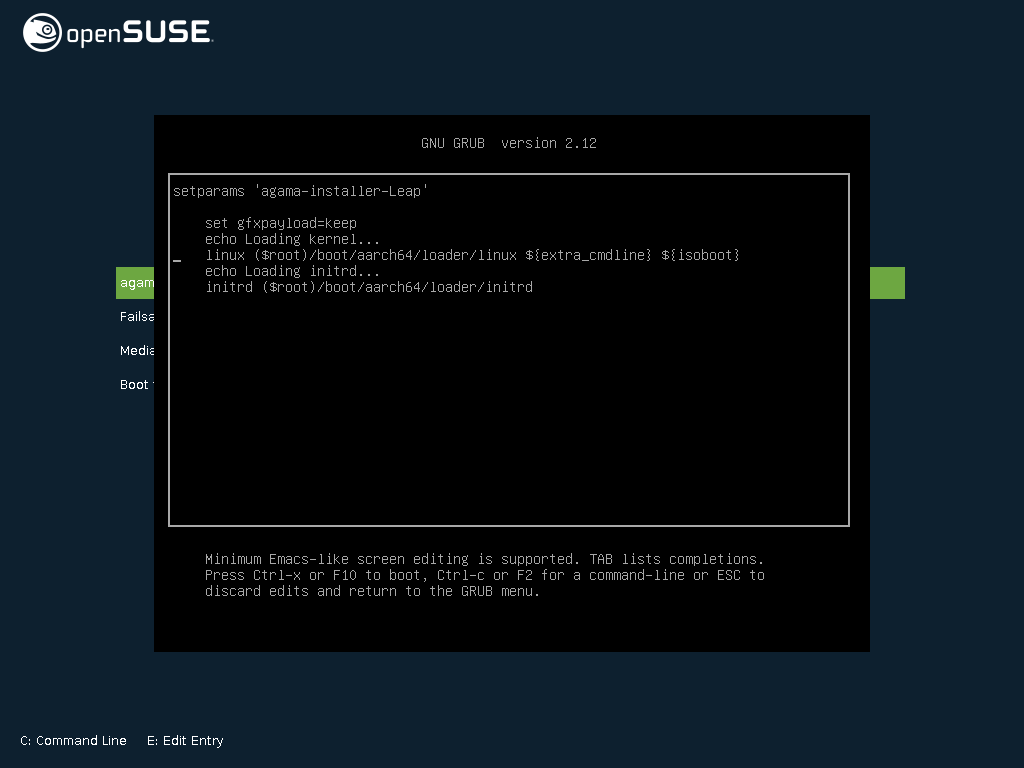 openSUSE.
GNU GRUB version 2.12
setparams 'agama-installer-Leap'
set gfxpayload=keep
echo Loading kernel...
linux ($root)/boot/aarch64/loader/linux ${extra_cmdline} ${isoboot}
echo Loading initrd...
initrd ($root)/boot/aarch64/loader/initrd
agam
Failsa
Media
Boot
Minimum Emacs-like screen editing is supported. TAB lists completions.
Press Ctrl-x or F10 to boot, Ctrl-c or F2 for a command-line or ESC to
discard edits and return to the GRUB menu.
C: Command Line E: Edit Entry